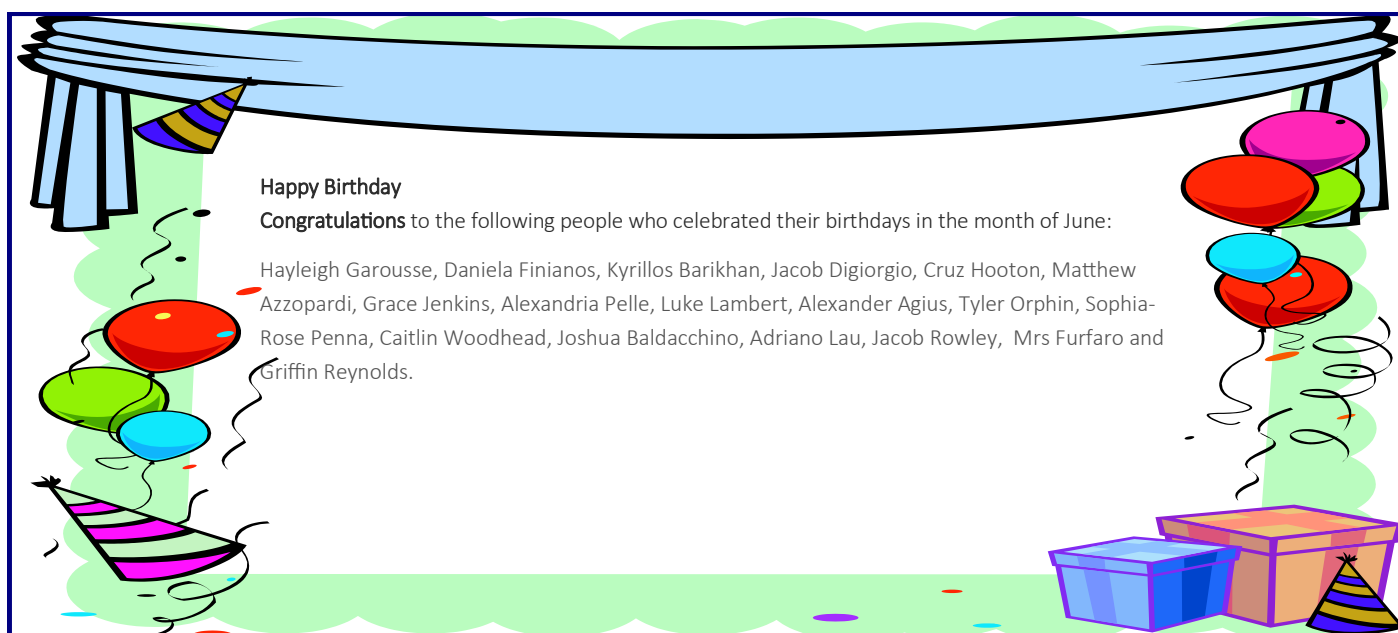 Happy Birthday
Congratulations to the following people who celebrated their birthdays in the month of June:
Hayleigh Garousse, Daniela Finianos, Kyrillos Barikhan, Jacob Digiorgio, Cruz Hooton, Matthew
Azzopardi, Grace Jenkins, Alexandria Pelle, Luke Lambert, Alexander Agius, Tyler Orphin, Sophia-
Rose Penna, Caitlin Woodhead, Joshua Baldacchino, Adriano Lau, Jacob Rowley,  Mrs Furfaro and
Griffin Reynolds.